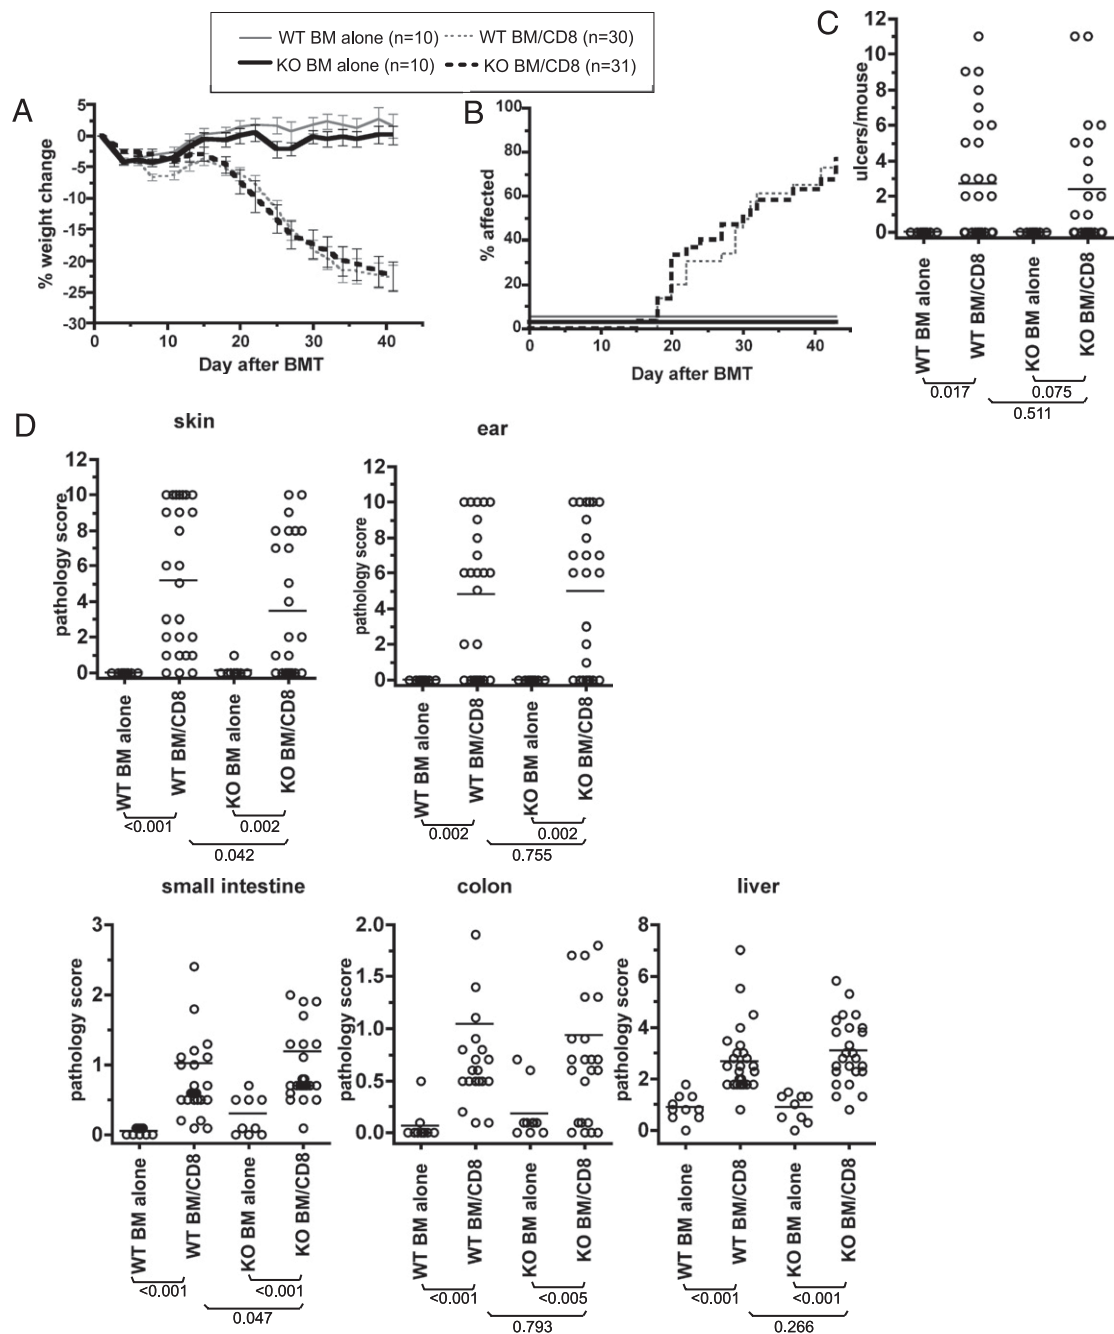 WT BM alone (n=10) WT BM/CD8 (n=30)
KO BM alone (n=10) KO BM/CD8 (n=31)
A
5
0
-5
-10
-15
-20
-25
-30
% weight change
0 10 20 30 40
Day after BMT
B
100
80
60
40
20
0
% affected
0 10 20 30 40
Day after BMT
C
12
10
8
6
4
2
0
ulcers/mouse
WT BM alone
WT BM/CD8
KO BM alone
KO BM/CD8
0.017
0.075
0.511
D
skin
12
10
8
6
4
2
0
pathology score
WT BM alone
WT BM/CD8
KO BM alone
KO BM/CD8
<0.001
0.002
0.042
ear
12
10
8
6
4
2
0
pathology score
WT BM alone
WT BM/CD8
KO BM alone
KO BM/CD8
0.002
0.002
0.755
small intestine
3
2
1
0
pathology score
WT BM alone
WT BM/CD8
KO BM alone
KO BM/CD8
<0.001
<0.001
0.047
colon
2.0
1.5
1.0
0.5
0.0
pathology score
WT BM alone
WT BM/CD8
KO BM alone
KO BM/CD8
<0.001
<0.005
0.793
liver
8
6
4
2
0
pathology score
WT BM alone
WT BM/CD8
KO BM alone
KO BM/CD8
<0.001
<0.001
0.266